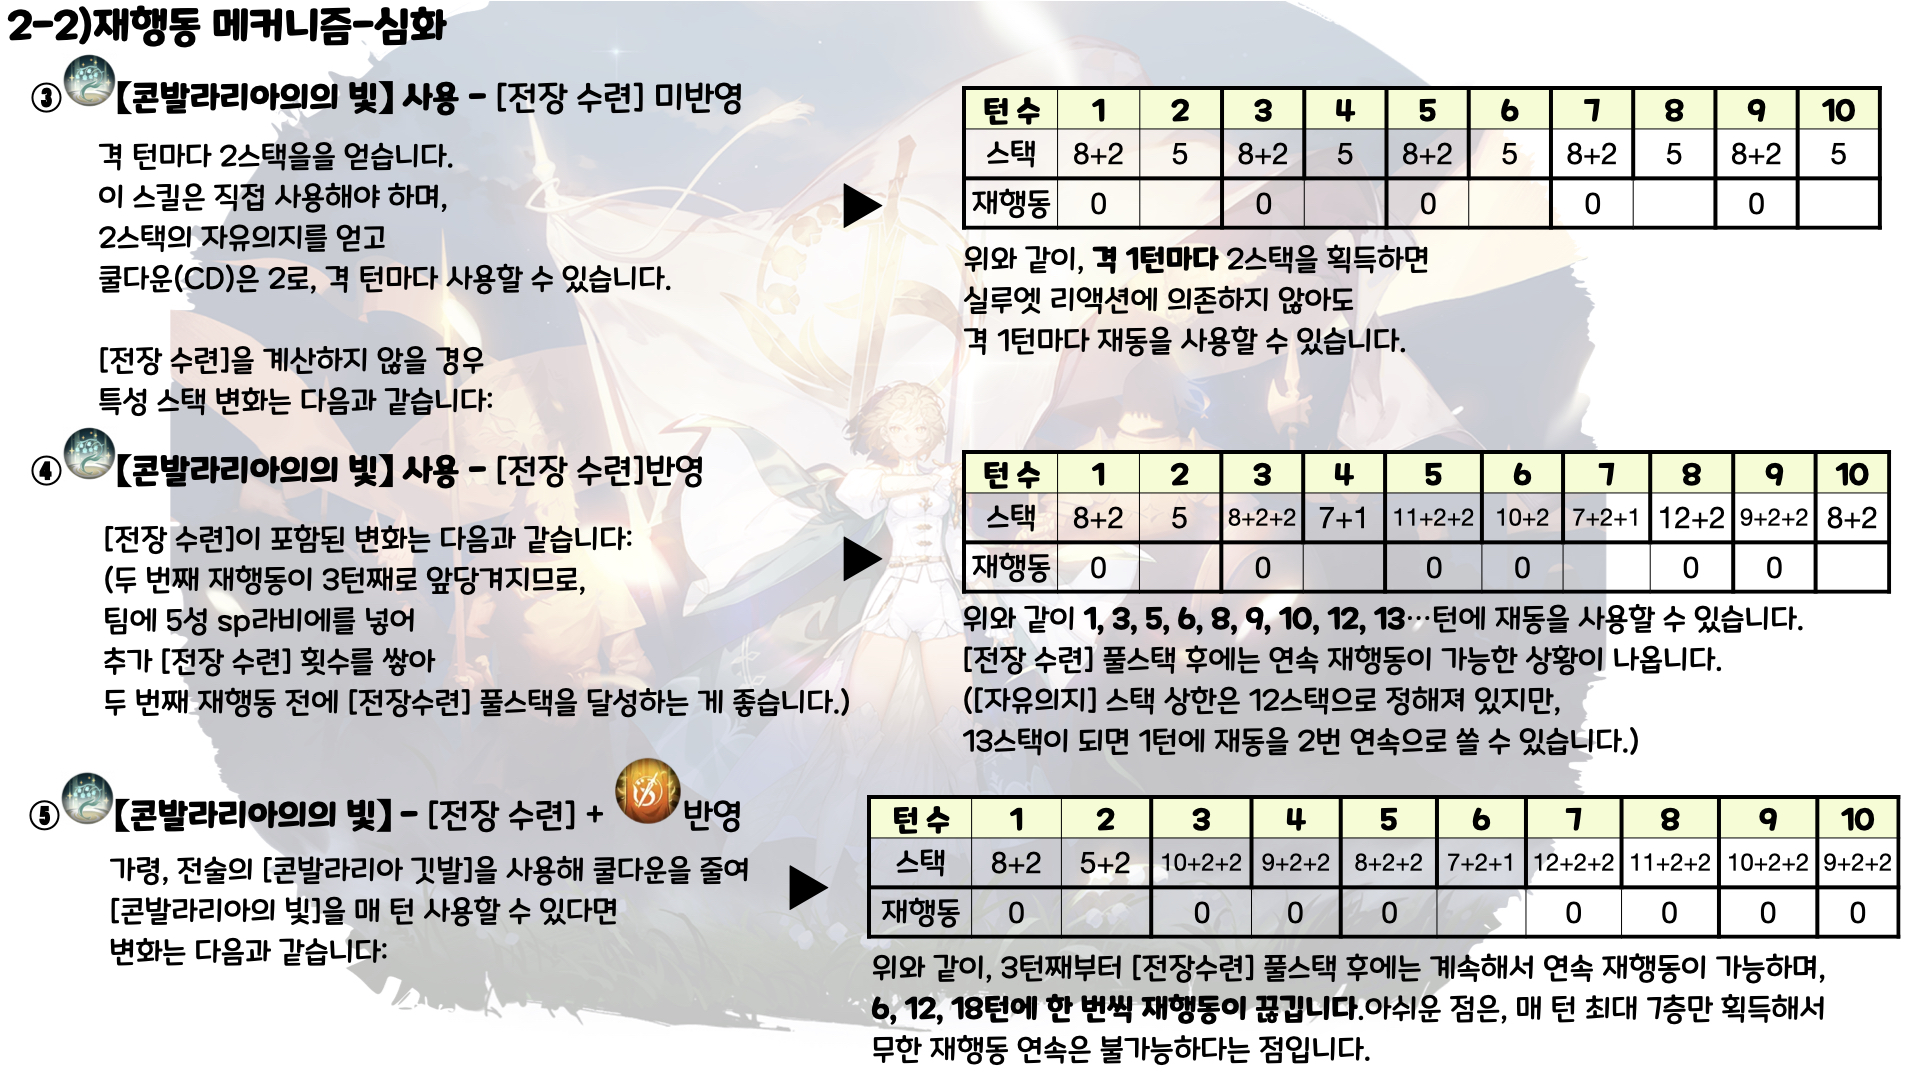 2-2)재행동 메커니즘-심화
③【콘발라리아의의 빛】 사용 - [전장 수련] 미반영
격 턴마다 2스택을을 얻습니다.
이 스킬은 직접 사용해야 하며,
2스택의 자유의지를 얻고
쿨다운(CD)은 2로, 격 턴마다 사용할 수 있습니다.
[전장 수련]을 계산하지 않을 경우
특성 스택 변화는 다음과 같습니다:
턴 수 1 2 3 4 5 6 7 8 9 10
스택 8+2 5 8+2 5 8+2 5 8+2 5 8+2 5
재행동 O O O O O
위와 같이, 격 1턴마다 2스택을 획득하면
실루엣 리액션에 의존하지 않아도
격 1턴마다 재동을 사용할 수 있습니다.
④【콘발라리아의의 빛】 사용 - [전장 수련]반영
[전장 수련]이 포함된 변화는 다음과 같습니다:
(두 번째 재행동이 3턴째로 앞당겨지므로,
팀에 5성 sp라비에를 넣어
추가 [전장 수련] 횟수를 쌓아
두 번째 재행동 전에 [전장수련] 풀스택을 달성하는 게 좋습니다.)
턴 수 1 2 3 4 5 6 7 8 9 10
스택 8+2 5 8+2+2 7+1 11+2+2 10+2 7+2+1 12+2 9+2+2 8+2
재행동 O O O O O O
위와 같이 1, 3, 5, 6, 8, 9, 10, 12, 13…턴에 재동을 사용할 수 있습니다.
[전장 수련] 풀스택 후에는 연속 재행동이 가능한 상황이 나옵니다.
([자유의지] 스택 상한은 12스택으로 정해져 있지만,
13스택이 되면 1턴에 재동을 2번 연속으로 쓸 수 있습니다.)
⑤【콘발라리아의의 빛】 - [전장 수련] + 반영
가령, 전술의 [콘발라리아 깃발]을 사용해 쿨다운을 줄여
[콘발라리아의 빛]을 매 턴 사용할 수 있다면
변화는 다음과 같습니다:
턴 수 1 2 3 4 5 6 7 8 9 10
스택 8+2 5+2 10+2+2 9+2+2 8+2+2 7+2+1 12+2+2 11+2+2 10+2+2 9+2+2
재행동 O O O O O O O O
위와 같이, 3턴째부터 [전장수련] 풀스택 후에는 계속해서 연속 재행동이 가능하며,
6, 12, 18턴에 한 번씩 재행동이 끊깁니다.아쉬운 점은, 매 턴 최대 7층만 획득해서
무한 재행동 연속은 불가능하다는 점입니다.